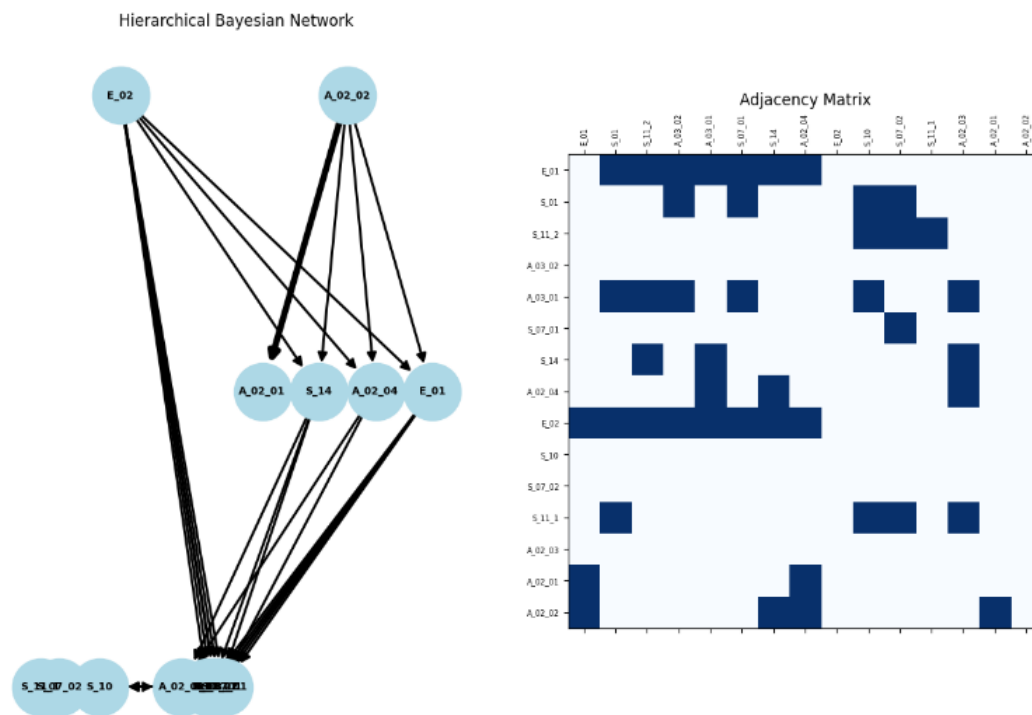 Hierarchical Bayesian Network
E_02
A_02_02
A_02_01
S_14
A_02_04
E_01
S_10
Adjacency Matrix
E_01
S_01
S_11_2
A_03_02
A_03_01
S_07_01
S_14
A_02_04
E_02
S_10
S_07_02
S_11_1
A_02_03
A_02_01
A_02_02
E_01
S_01
S_11_2
A_03_02
A_03_01
S_07_01
S_14
A_02_04
E_02
S_10
S_07_02
S_11_1
A_02_03
A_02_01
A_02_02